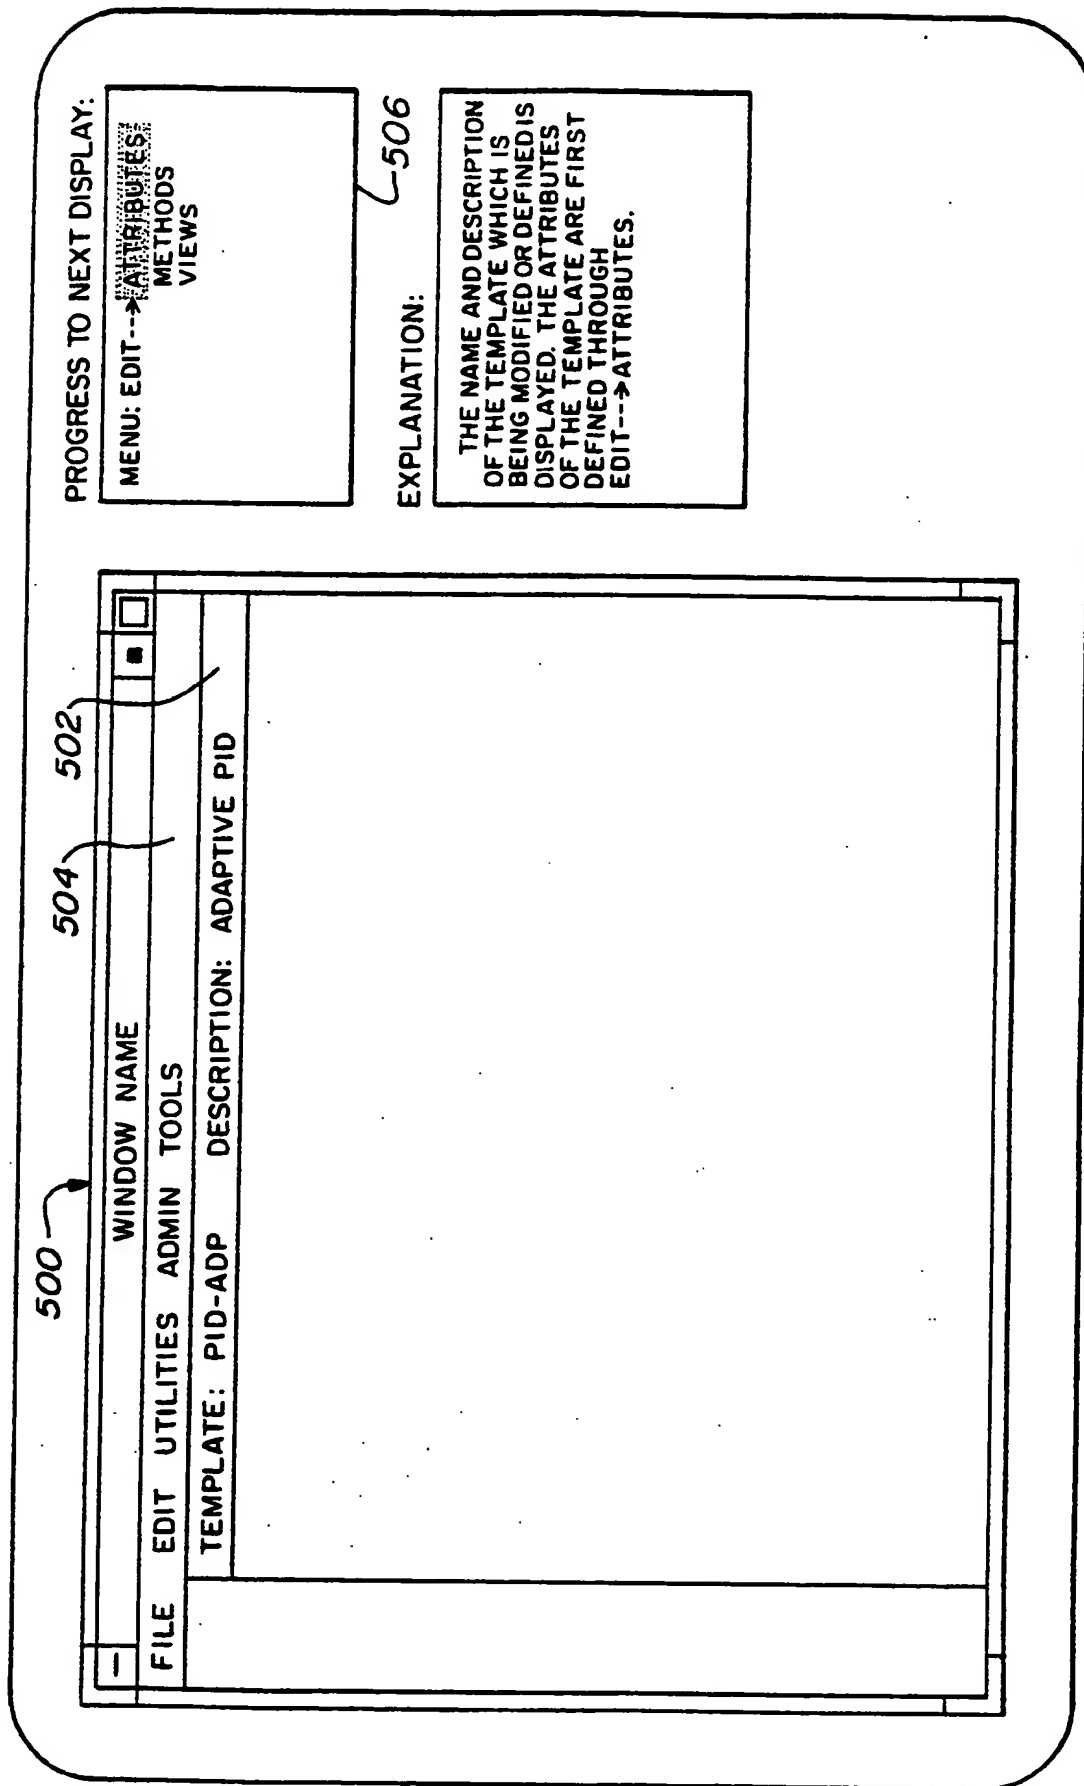 500
504
502
WINDOW NAME
FILE EDIT UTILITIES ADMIN TOOLS
TEMPLATE: PID-ADP DESCRIPTION: ADAPTIVE PID
PROGRESS TO NEXT DISPLAY:
MENU: EDIT--->ATTRIBUTES
METHODS
VIEWS
506
EXPLANATION:
THE NAME AND DESCRIPTION
OF THE TEMPLATE WHICH IS
BEING MODIFIED OR DEFINED IS
DISPLAYED. THE ATTRIBUTES
OF THE TEMPLATE ARE FIRST
DEFINED THROUGH
EDIT--->ATTRIBUTES.